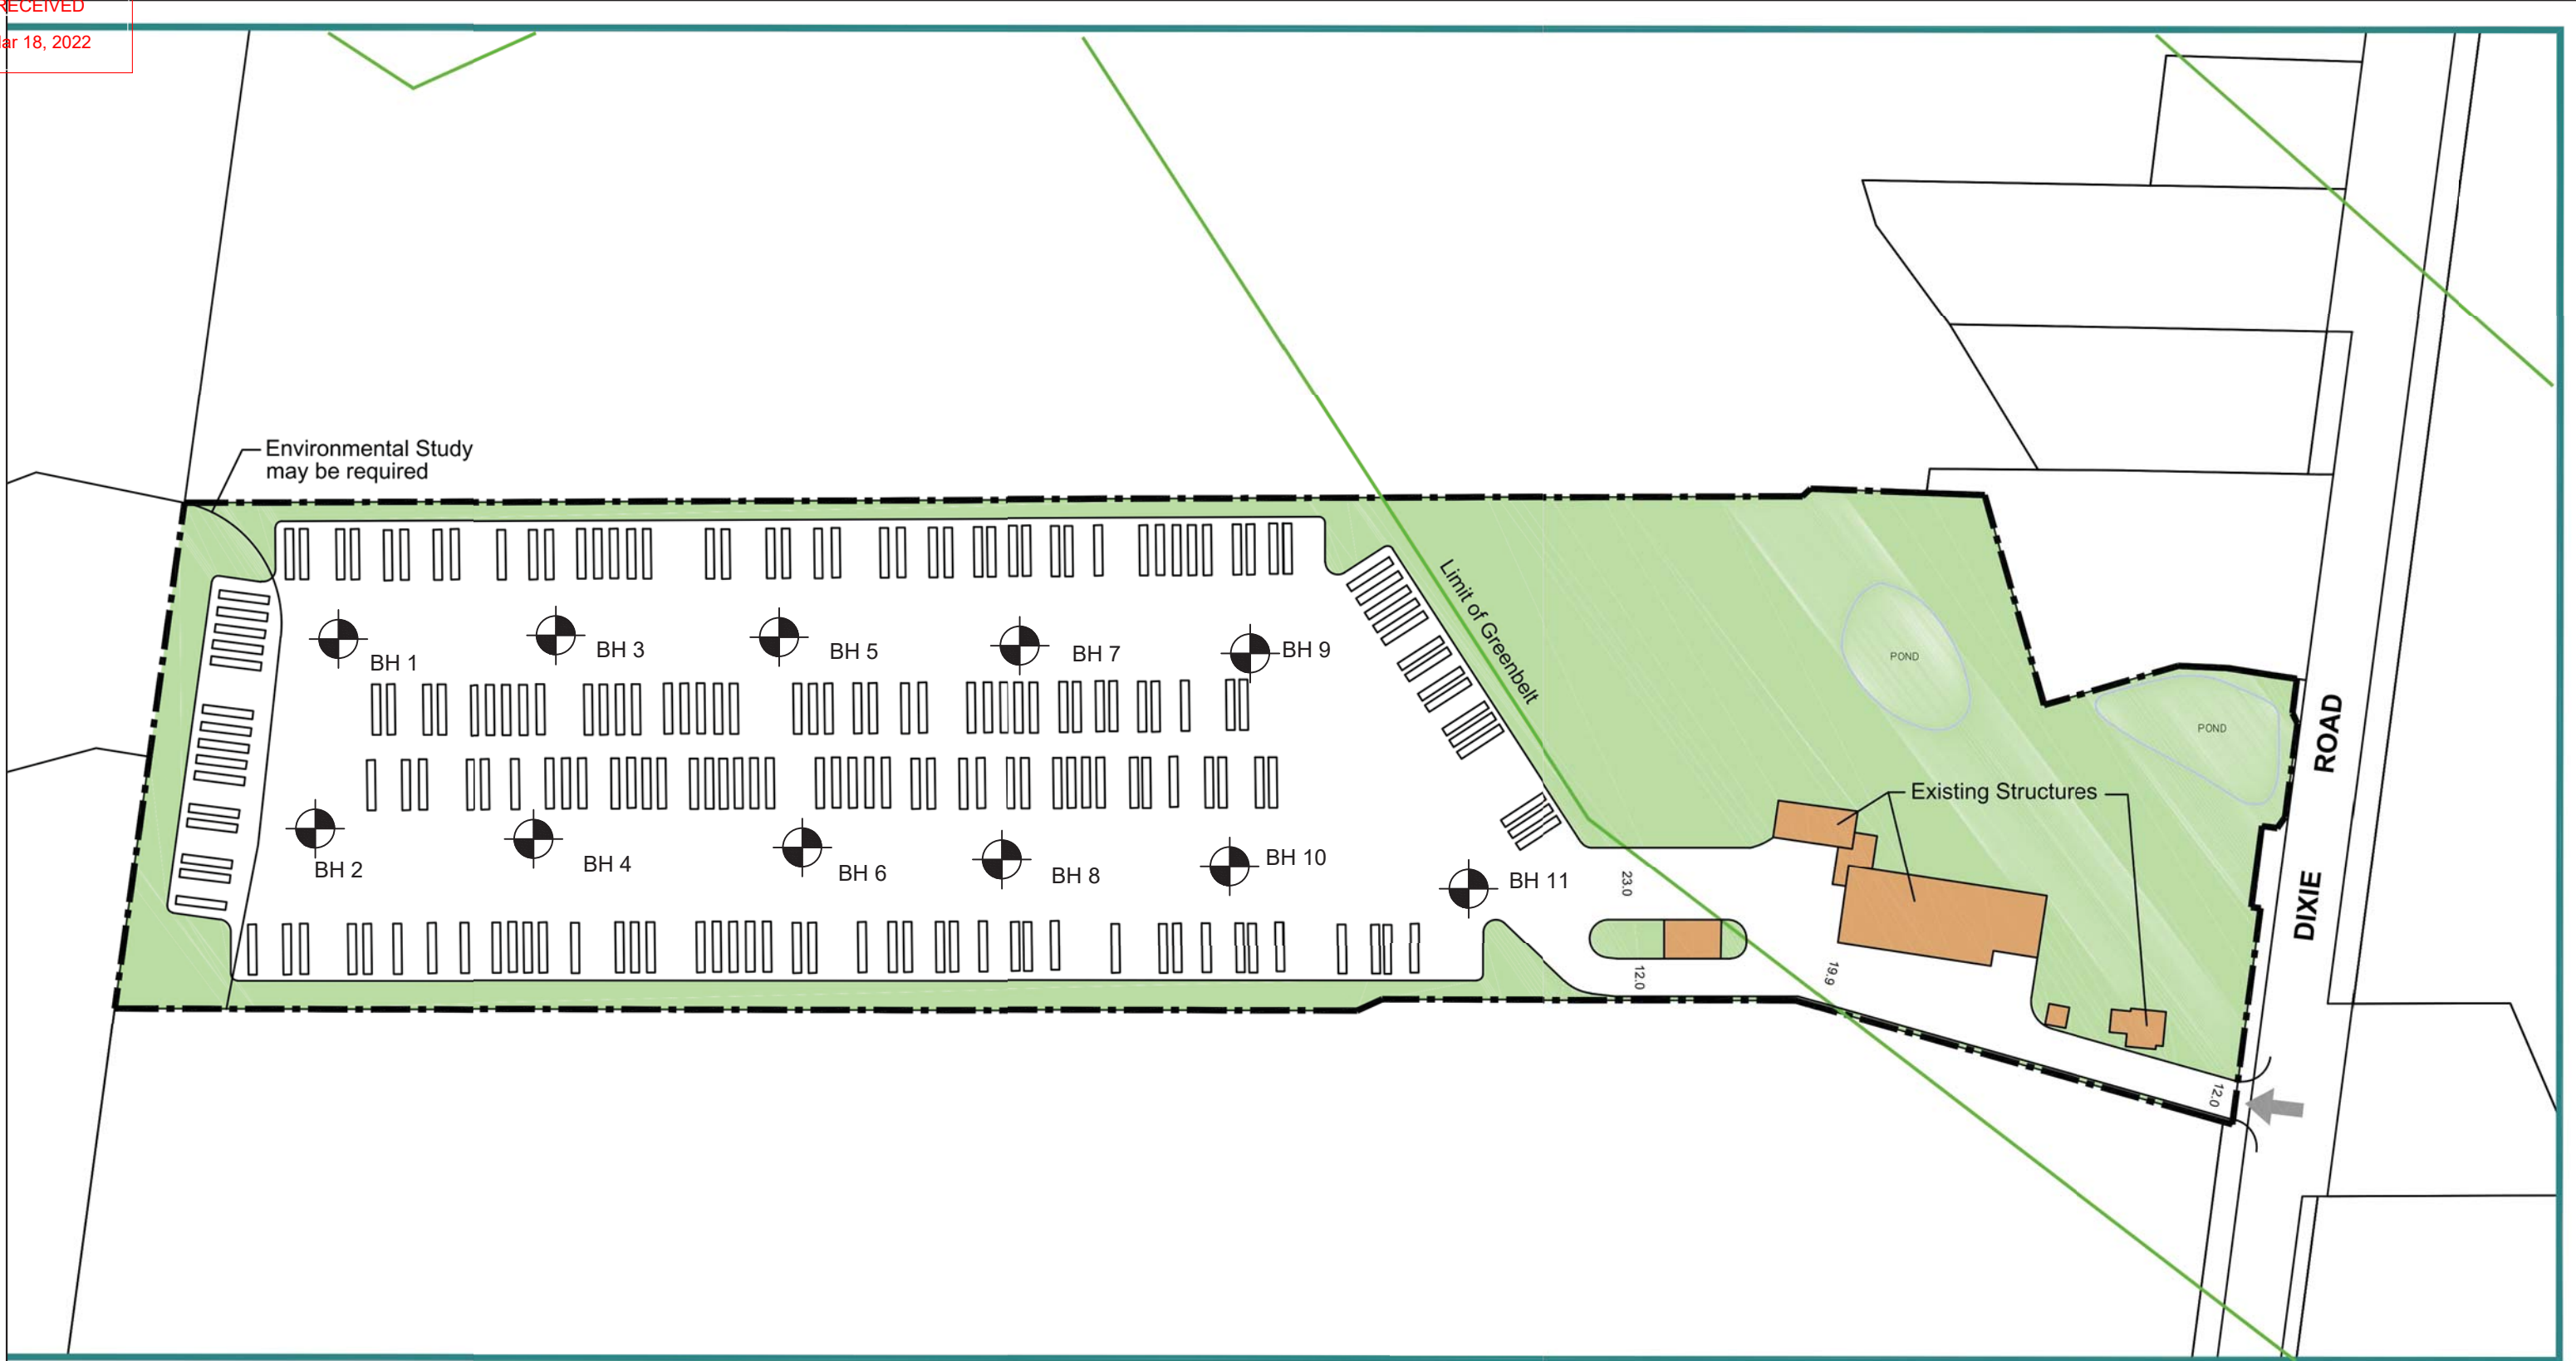 RECEIVED
Mar 18, 2022
Environmental Study
may be required
Limit of Greenbelt
BH 1
BH 3
BH 5
BH 7
BH 9
POND
POND
ROAD
Existing Structures
BH 2
BH 4
BH 6
BH 8
BH 10
BH 11
23.0
DIXIE
12.0
19.9
12.0